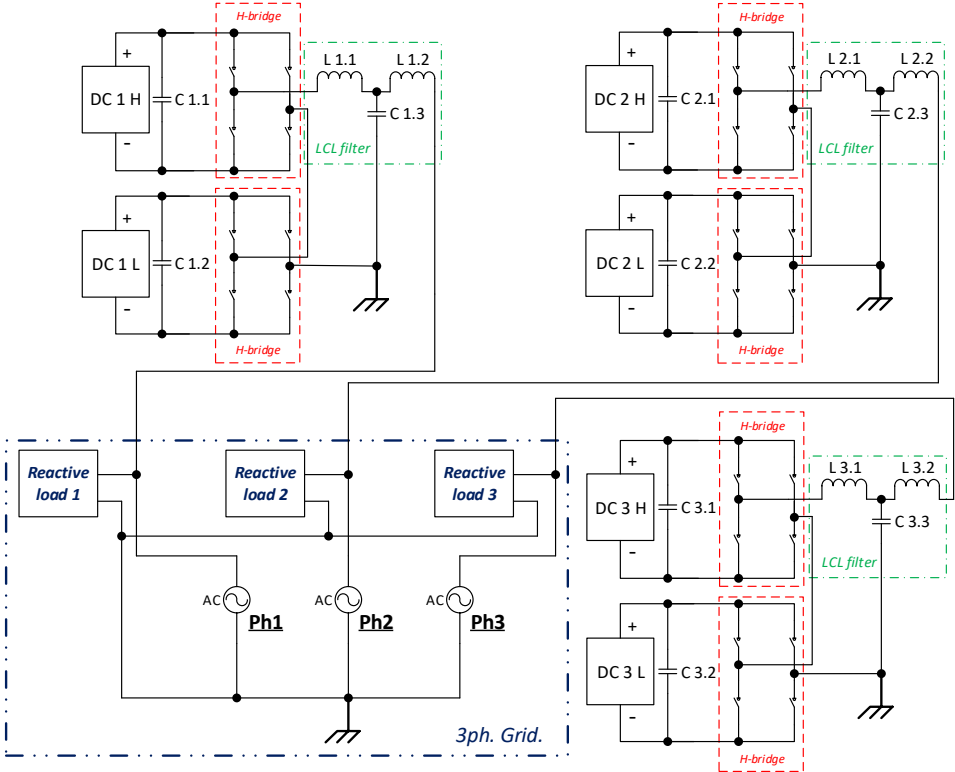 H-bridge
+
DC 1 H
-
C 1.1
L 1.1
L 1.2
C 1.3
LCL filter
+
DC 1 L
-
C 1.2
H-bridge
H-bridge
+
DC 2 H
-
C 2.1
L 2.1
L 2.2
C 2.3
LCL filter
+
DC 2 L
-
C 2.2
H-bridge
Reactive
load 1
Reactive
load 2
Reactive
load 3
AC
Ph1
AC
Ph2
AC
Ph3
3ph. Grid.
H-bridge
+
DC 3 H
-
C 3.1
L 3.1
L 3.2
C 3.3
LCL filter
+
DC 3 L
-
C 3.2
H-bridge